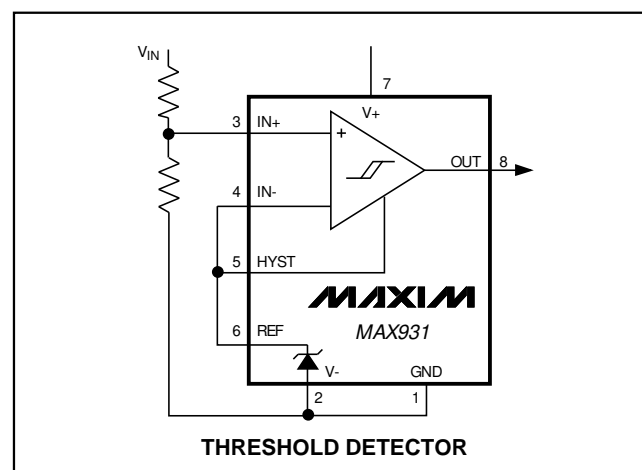 VIN
7
V+
3 IN+
+
OUT 8
4 IN-
5 HYST
MAXIM
6 REF
MAX931
V-
GND
2
1
THRESHOLD DETECTOR